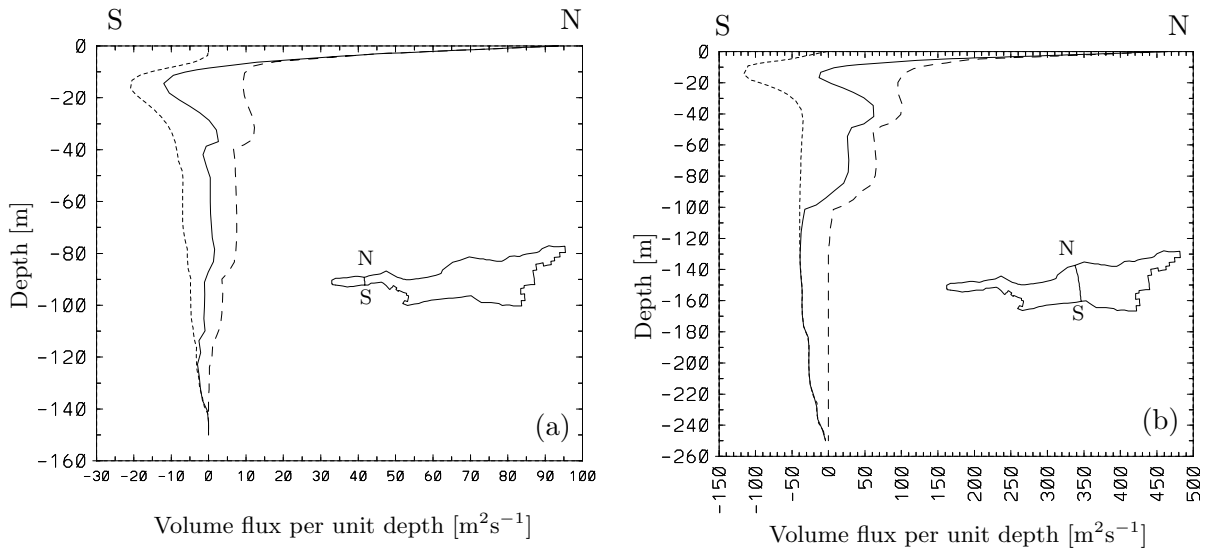 S N
0
-20
-40
-60
-80
-100
-120
-140
-160
Depth [m]
-30 -20 -10 0 10 20 30 40 50 60 70 80 90 100
Volume flux per unit depth [m²s⁻¹]
N
S
(a)
S N
0
-20
-40
-60
-80
-100
-120
-140
-160
-180
-200
-220
-240
-260
Depth [m]
-150 -100 -50 0 50 100 150 200 250 300 350 400 450 500
Volume flux per unit depth [m²s⁻¹]
N
S
(b)